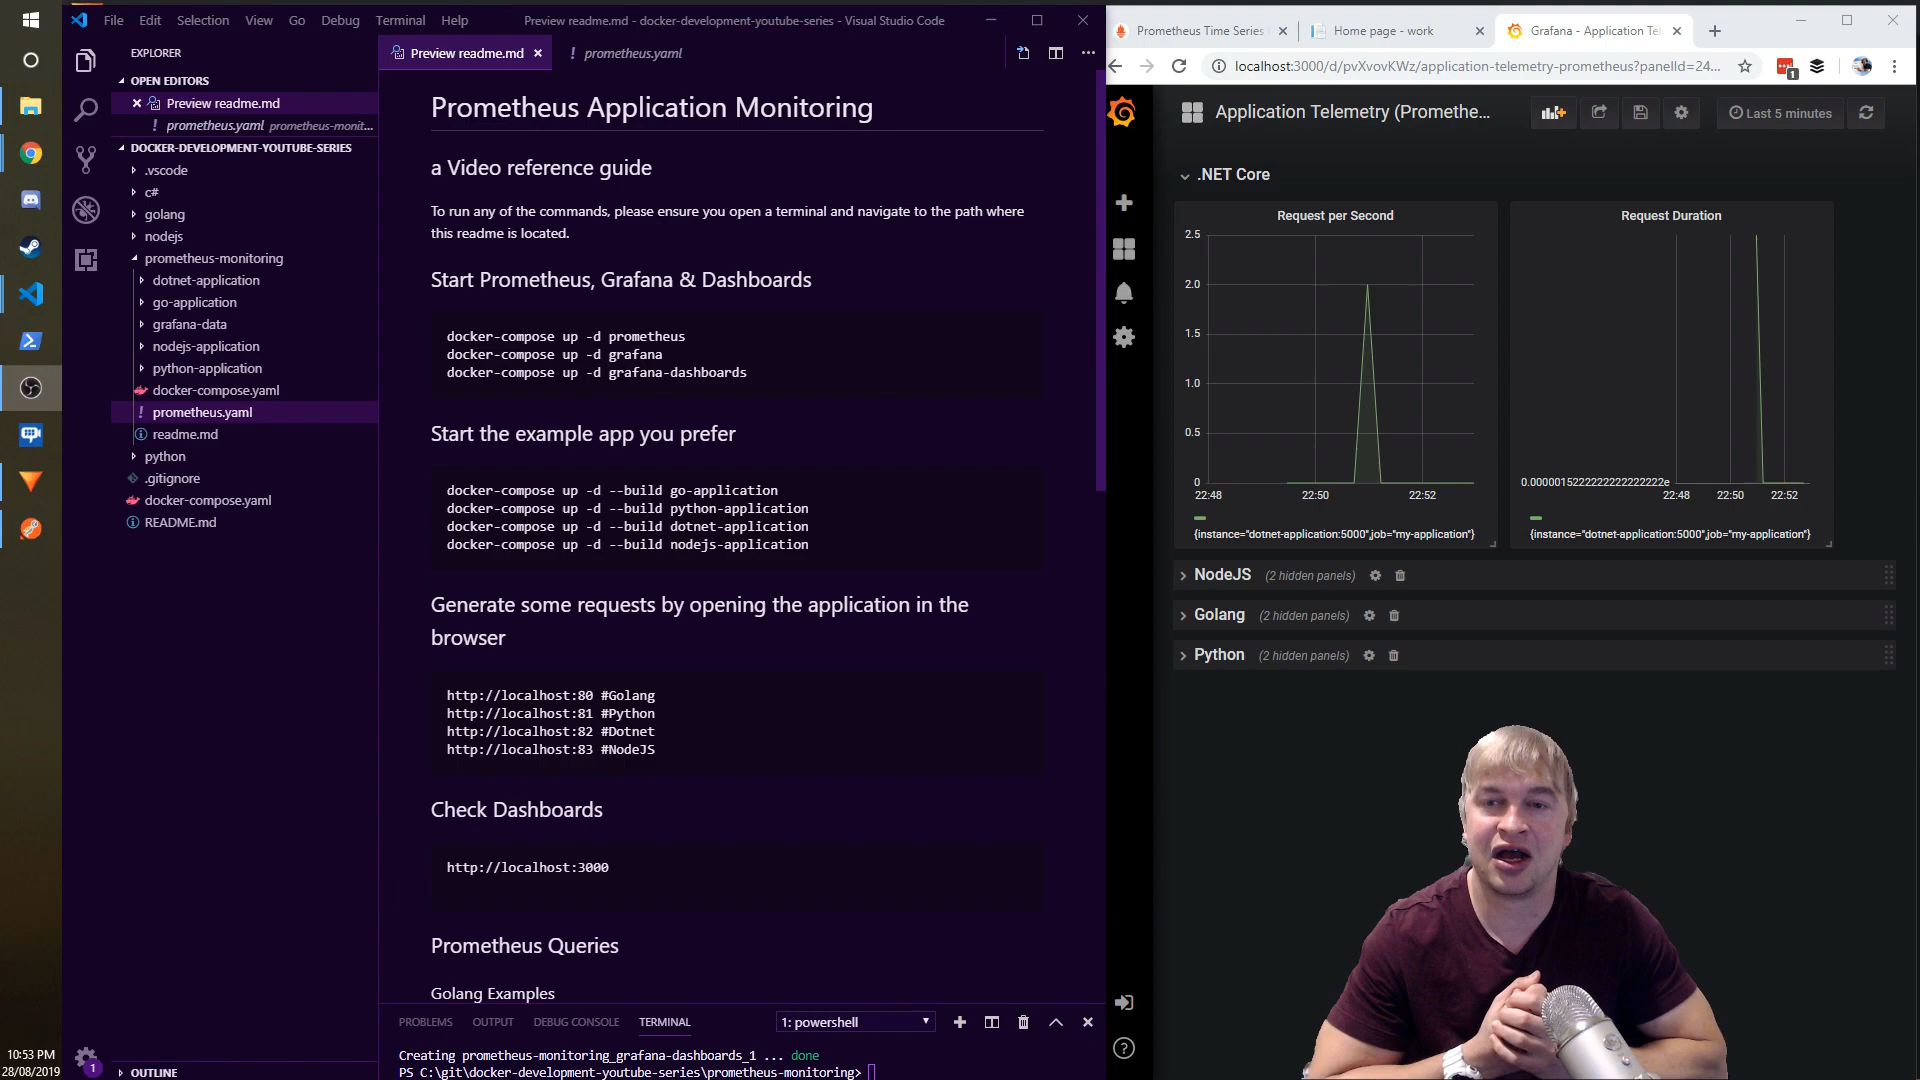 File Edit Selection View Go Debug Terminal Help
Preview readme.md - docker-development-youtube-series - Visual Studio Code
EXPLORER
OPEN EDITORS
Preview readme.md
prometheus.yaml prometheus-monit...
DOCKER-DEVELOPMENT-YOUTUBE-SERIES
.vscode
c#
golang
nodejs
prometheus-monitoring
dotnet-application
go-application
grafana-data
nodejs-application
python-application
docker-compose.yaml
prometheus.yaml
readme.md
python
.gitignore
docker-compose.yaml
README.md
OUTLINE
1
10:53 PM
28/08/2019
Preview readme.md
prometheus.yaml
Prometheus Application Monitoring
a Video reference guide
To run any of the commands, please ensure you open a terminal and navigate to the path where
this readme is located.
Start Prometheus, Grafana & Dashboards
docker-compose up -d prometheus
docker-compose up -d grafana
docker-compose up -d grafana-dashboards
Start the example app you prefer
docker-compose up -d --build go-application
docker-compose up -d --build python-application
docker-compose up -d --build dotnet-application
docker-compose up -d --build nodejs-application
Generate some requests by opening the application in the
browser
http://localhost:80 #Golang
http://localhost:81 #Python
http://localhost:82 #Dotnet
http://localhost:83 #NodeJS
Check Dashboards
http://localhost:3000
Prometheus Queries
Golang Examples
PROBLEMS OUTPUT DEBUG CONSOLE TERMINAL
1: powershell
Creating prometheus-monitoring_grafana-dashboards_1 ... done
PS C:\git\docker-development-youtube-series\prometheus-monitoring>
Prometheus Time Series
Home page - work
Grafana - Application Te
localhost:3000/d/pvXvovKWz/application-telemetry-prometheus?panelId=24...
1
Application Telemetry (Promethe...
Last 5 minutes
.NET Core
Request per Second
2.5
2.0
1.5
1.0
0.5
0
22:48 22:50 22:52
{instance="dotnet-application:5000",job="my-application"}
Request Duration
22:48 22:50 22:52
{instance="dotnet-application:5000",job="my-application"}
NodeJS (2 hidden panels)
Golang (2 hidden panels)
Python (2 hidden panels)